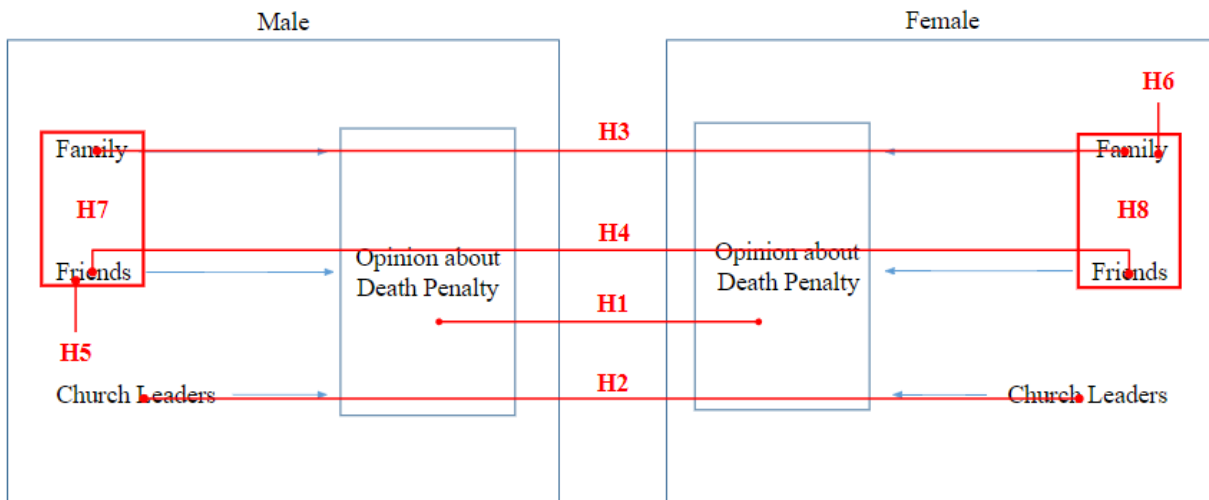 Male
Female
H6
Family
H3
Family
H7
H8
H4
Opinion about
Death Penalty
Opinion about
Death Penalty
Friends
Friends
H1
H5
H2
Church Leaders
Church Leaders